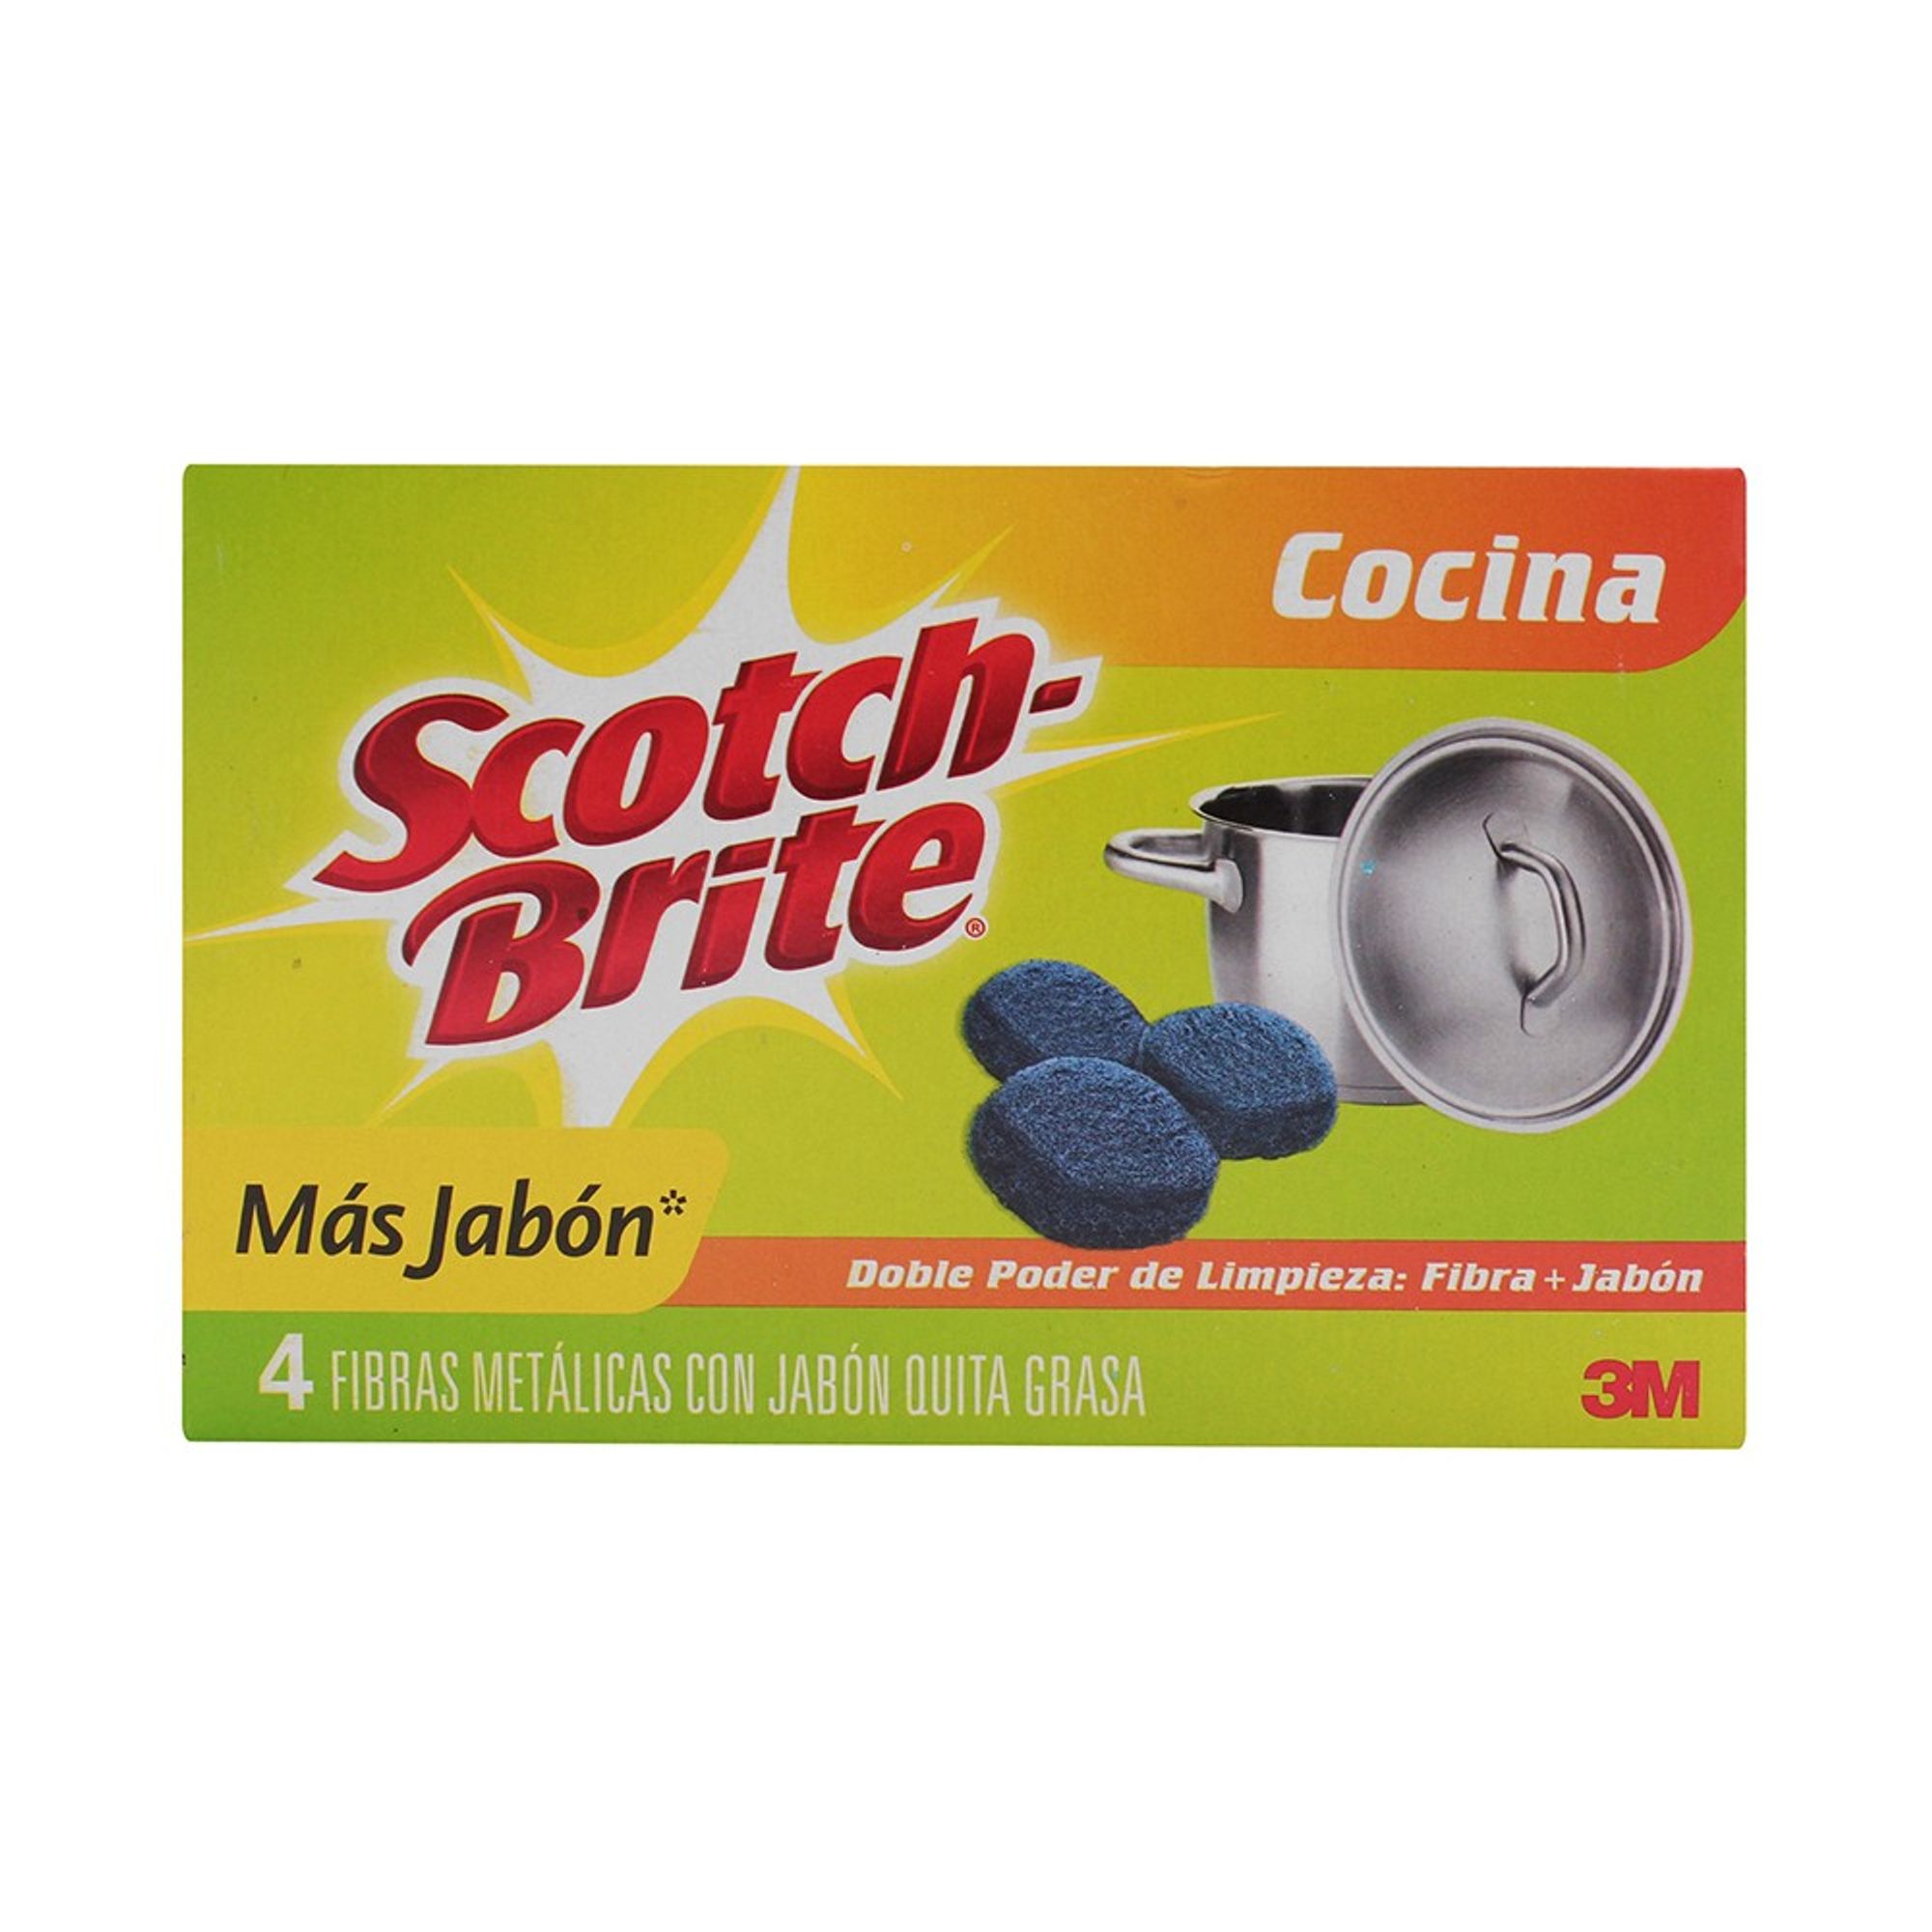 Cocina
Scotch-
Brite®
Más Jabón*
Doble Poder de Limpieza: Fibra + Jabón
4 FIBRAS METÁLICAS CON JABÓN QUITA GRASA
3M